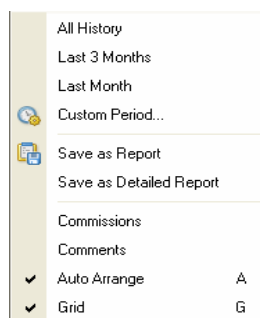 All History
Last 3 Months
Last Month
Custom Period...
Save as Report
Save as Detailed Report
Commissions
Comments
Auto Arrange A
Grid G